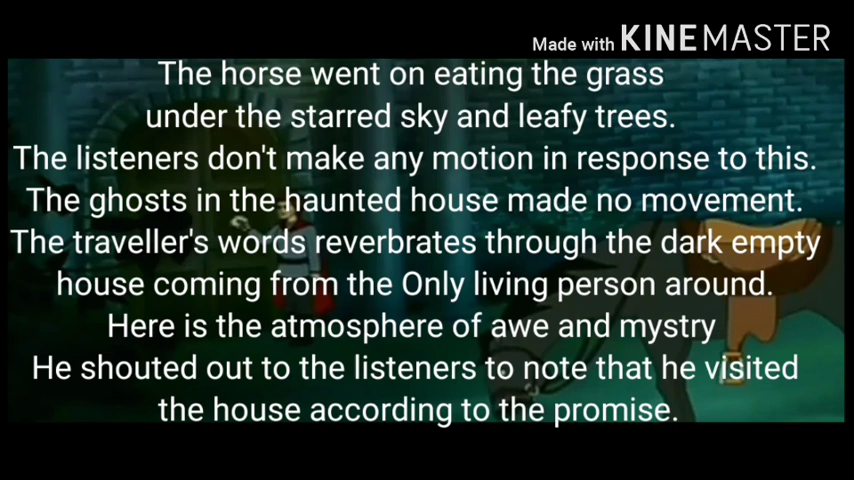 Made with KINEMASTER
The horse went on eating the grass
under the starred sky and leafy trees.
The listeners don't make any motion in response to this.
The ghosts in the haunted house made no movement.
The traveller's words reverbrates through the dark empty
house coming from the Only living person around.
Here is the atmosphere of awe and mystry
He shouted out to the listeners to note that he visited
the house according to the promise.